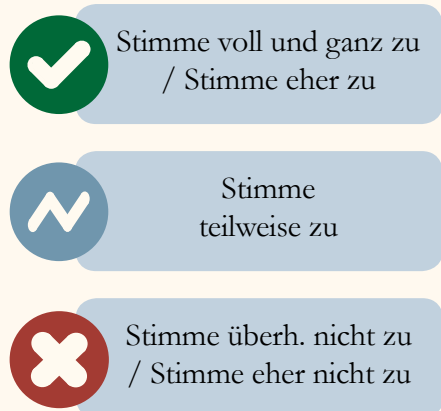 Stimme voll und ganz zu
/ Stimme eher zu
Stimme
teilweise zu
Stimme überh. nicht zu
/ Stimme eher nicht zu